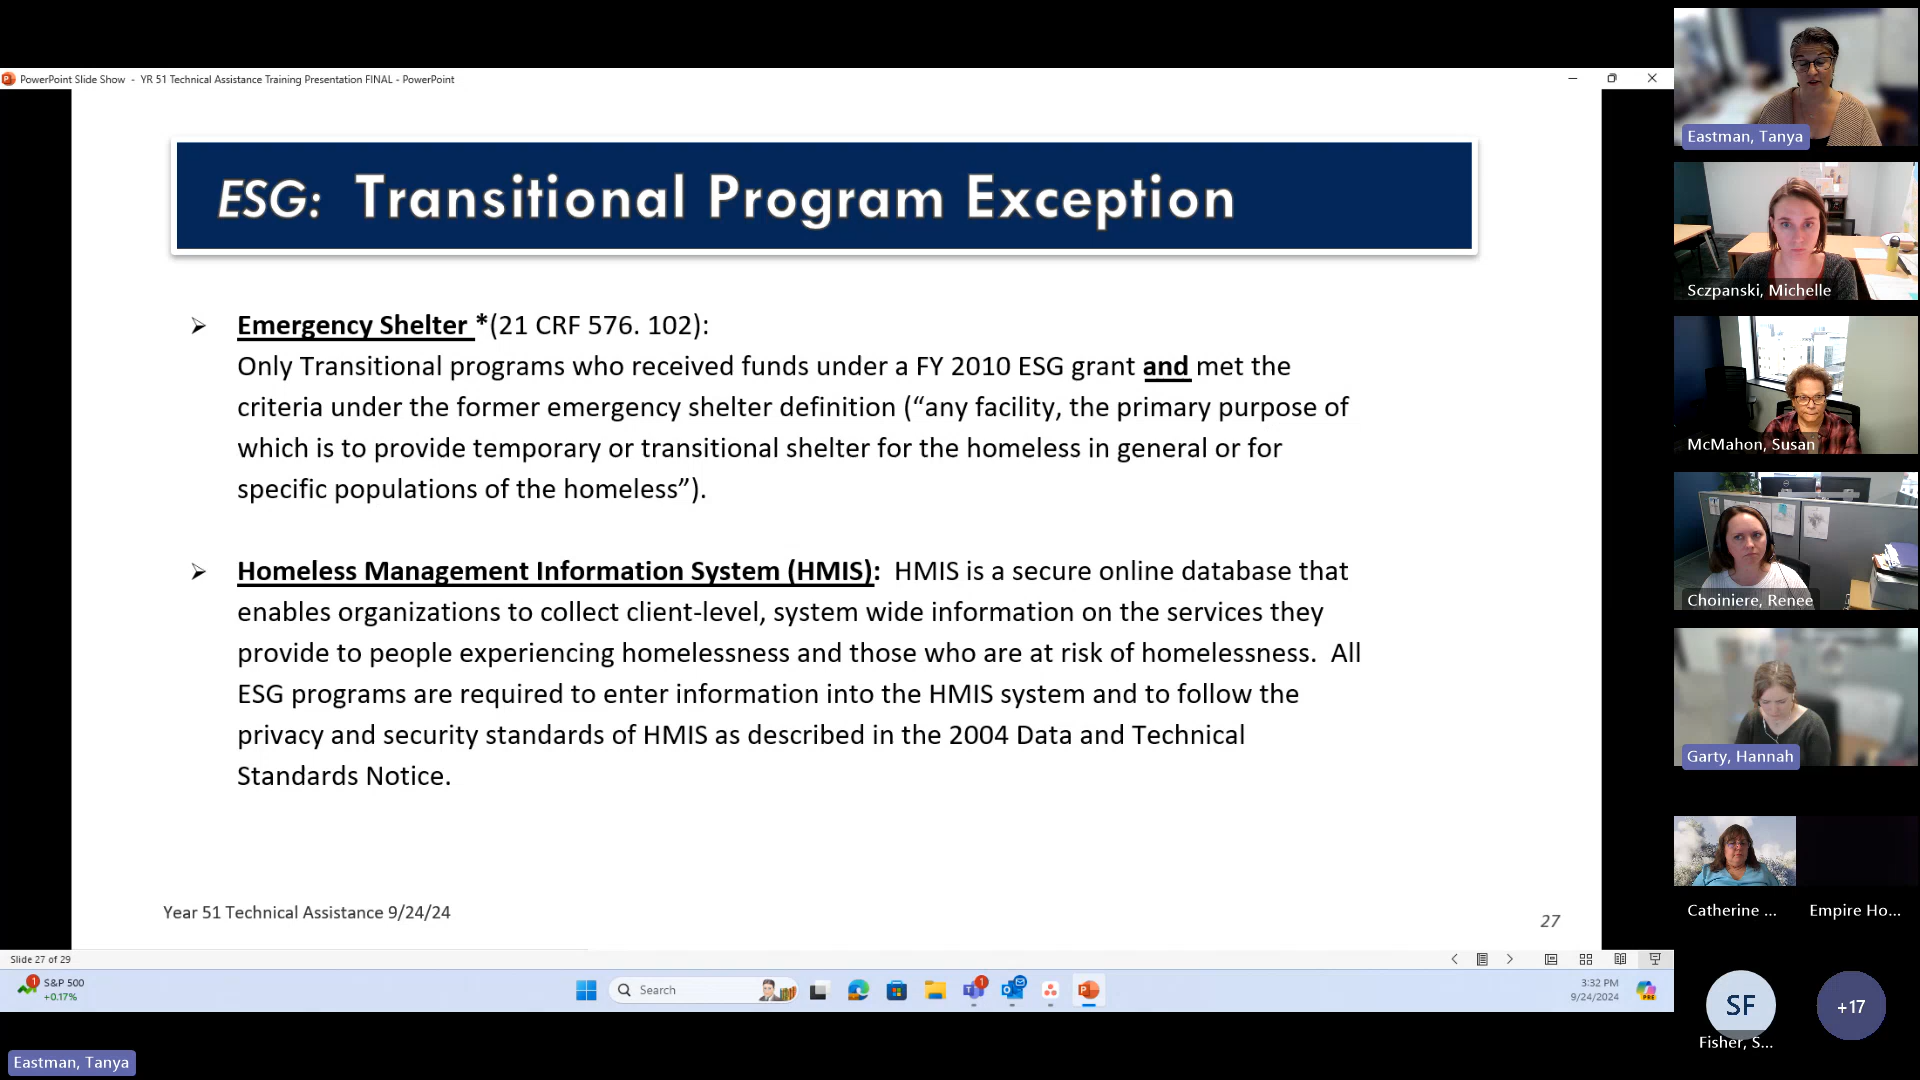 PowerPoint Slide Show - YR 51 Technical Assistance Training Presentation FINAL - PowerPoint
ESG: Transitional Program Exception
Emergency Shelter *(21 CRF 576. 102):
Only Transitional programs who received funds under a FY 2010 ESG grant and met the
criteria under the former emergency shelter definition (“any facility, the primary purpose of
which is to provide temporary or transitional shelter for the homeless in general or for
specific populations of the homeless”).
Homeless Management Information System (HMIS): HMIS is a secure online database that
enables organizations to collect client-level, system wide information on the services they
provide to people experiencing homelessness and those who are at risk of homelessness. All
ESG programs are required to enter information into the HMIS system and to follow the
privacy and security standards of HMIS as described in the 2004 Data and Technical
Standards Notice.
Year 51 Technical Assistance 9/24/24
27
Slide 27 of 29
1
S&P 500
+0.17%
Search
1
3:32 PM
9/24/2024
PRE
Eastman, Tanya
Eastman, Tanya
Sczpanski, Michelle
McMahon, Susan
Choiniere, Renee
Garty, Hannah
Catherine ...
Empire Ho...
SF
Fisher, S...
+17